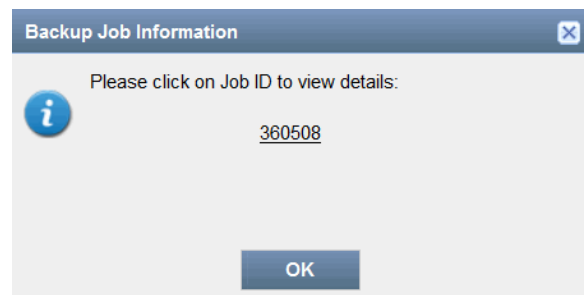 Backup Job Information
Please click on Job ID to view details:
360508
OK